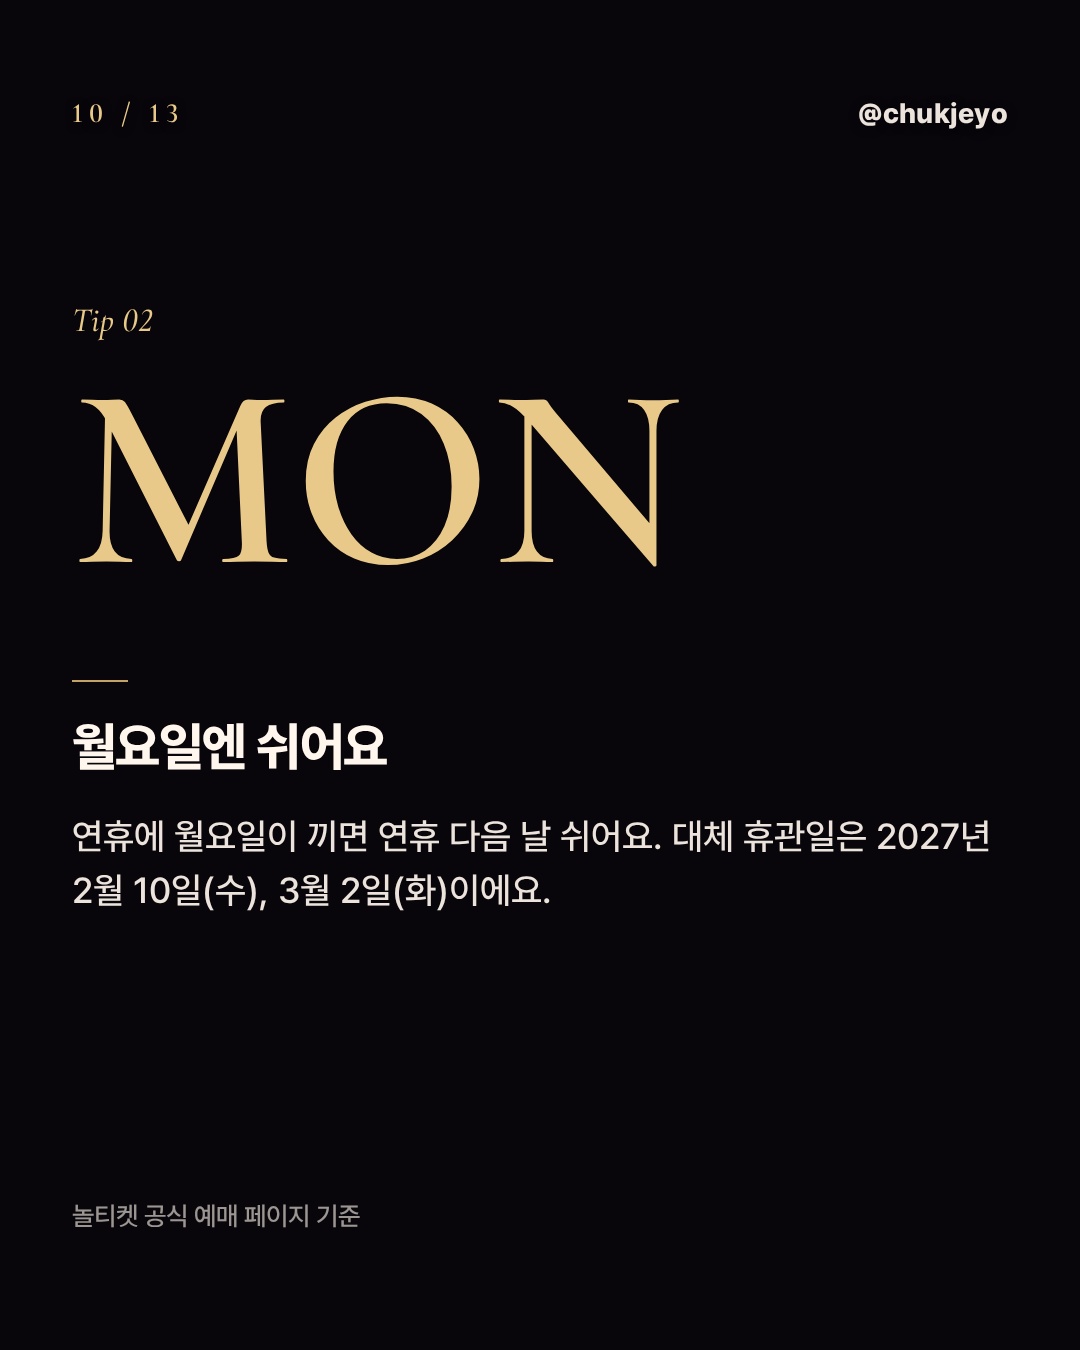 10 / 13
@chukjeyo
Tip 02
MON
월요일엔 쉬어요
연휴에 월요일이 끼면 연휴 다음 날 쉬어요. 대체 휴관일은 2027년
2월 10일(수), 3월 2일(화)이에요.
놀티켓 공식 예매 페이지 기준